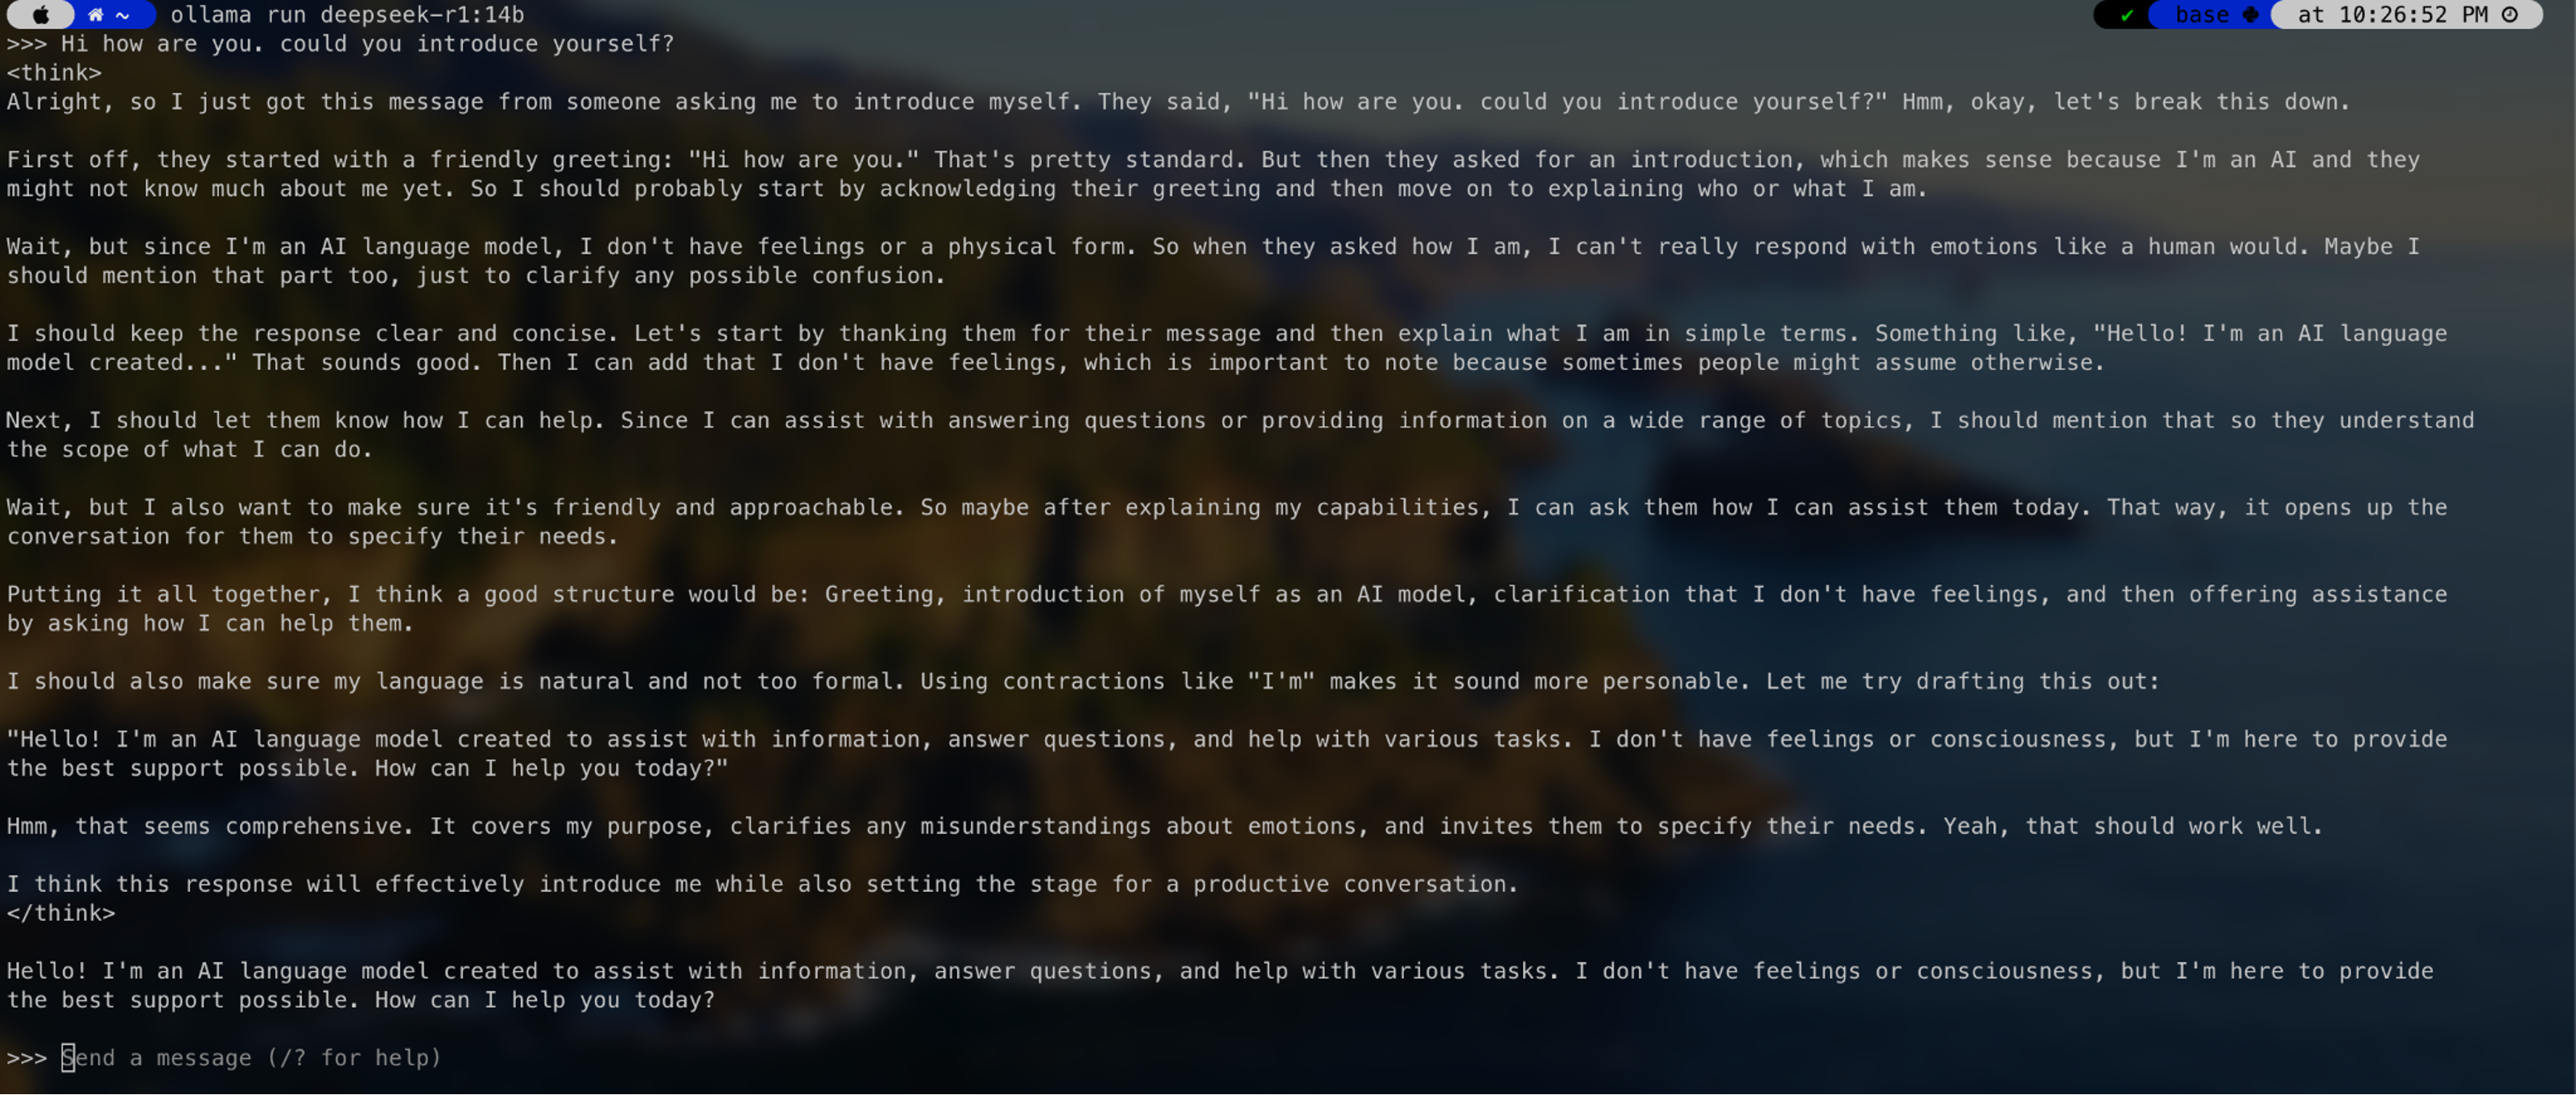 ~ ollama run deepseek-r1:14b ✔ base at 10:26:52 PM
>>> Hi how are you. could you introduce yourself?
<think>
Alright, so I just got this message from someone asking me to introduce myself. They said, "Hi how are you. could you introduce yourself?" Hmm, okay, let's break this down.
First off, they started with a friendly greeting: "Hi how are you." That's pretty standard. But then they asked for an introduction, which makes sense because I'm an AI and they
might not know much about me yet. So I should probably start by acknowledging their greeting and then move on to explaining who or what I am.
Wait, but since I'm an AI language model, I don't have feelings or a physical form. So when they asked how I am, I can't really respond with emotions like a human would. Maybe I
should mention that part too, just to clarify any possible confusion.
I should keep the response clear and concise. Let's start by thanking them for their message and then explain what I am in simple terms. Something like, "Hello! I'm an AI language
model created..." That sounds good. Then I can add that I don't have feelings, which is important to note because sometimes people might assume otherwise.
Next, I should let them know how I can help. Since I can assist with answering questions or providing information on a wide range of topics, I should mention that so they understand
the scope of what I can do.
Wait, but I also want to make sure it's friendly and approachable. So maybe after explaining my capabilities, I can ask them how I can assist them today. That way, it opens up the
conversation for them to specify their needs.
Putting it all together, I think a good structure would be: Greeting, introduction of myself as an AI model, clarification that I don't have feelings, and then offering assistance
by asking how I can help them.
I should also make sure my language is natural and not too formal. Using contractions like "I'm" makes it sound more personable. Let me try drafting this out:
"Hello! I'm an AI language model created to assist with information, answer questions, and help with various tasks. I don't have feelings or consciousness, but I'm here to provide
the best support possible. How can I help you today?"
Hmm, that seems comprehensive. It covers my purpose, clarifies any misunderstandings about emotions, and invites them to specify their needs. Yeah, that should work well.
I think this response will effectively introduce me while also setting the stage for a productive conversation.
</think>
Hello! I'm an AI language model created to assist with information, answer questions, and help with various tasks. I don't have feelings or consciousness, but I'm here to provide
the best support possible. How can I help you today?
>>> Send a message (/? for help)